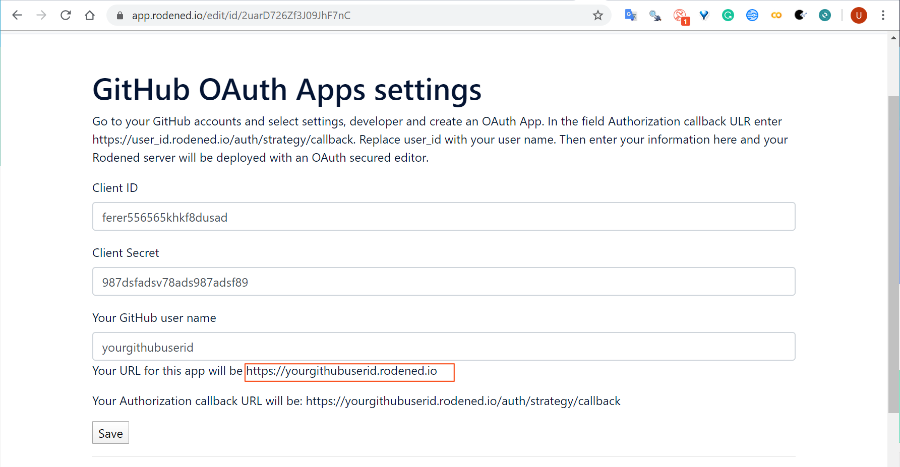 app.rodened.io/edit/id/2uarD726Zf3J09JhF7nC
1
U
GitHub OAuth Apps settings
Go to your GitHub accounts and select settings, developer and create an OAuth App. In the field Authorization callback ULR enter
https://user_id.rodened.io/auth/strategy/callback. Replace user_id with your user name. Then enter your information here and your
Rodened server will be deployed with an OAuth secured editor.
Client ID
ferer556565khkf8dusad
Client Secret
987dsfadsv78ads987adsf89
Your GitHub user name
yourgithubuserid
Your URL for this app will be https://yourgithubuserid.rodened.io
Your Authorization callback URL will be: https://yourgithubuserid.rodened.io/auth/strategy/callback
Save